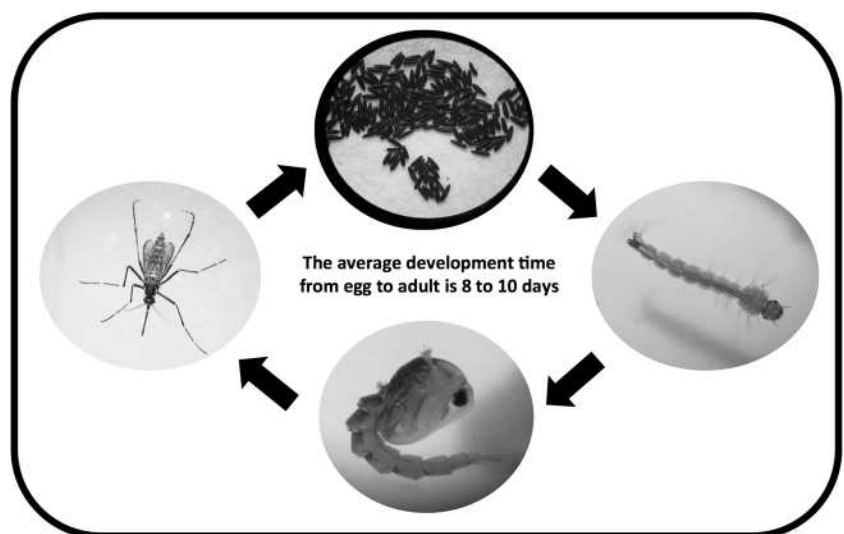 The average development time
from egg to adult is 8 to 10 days